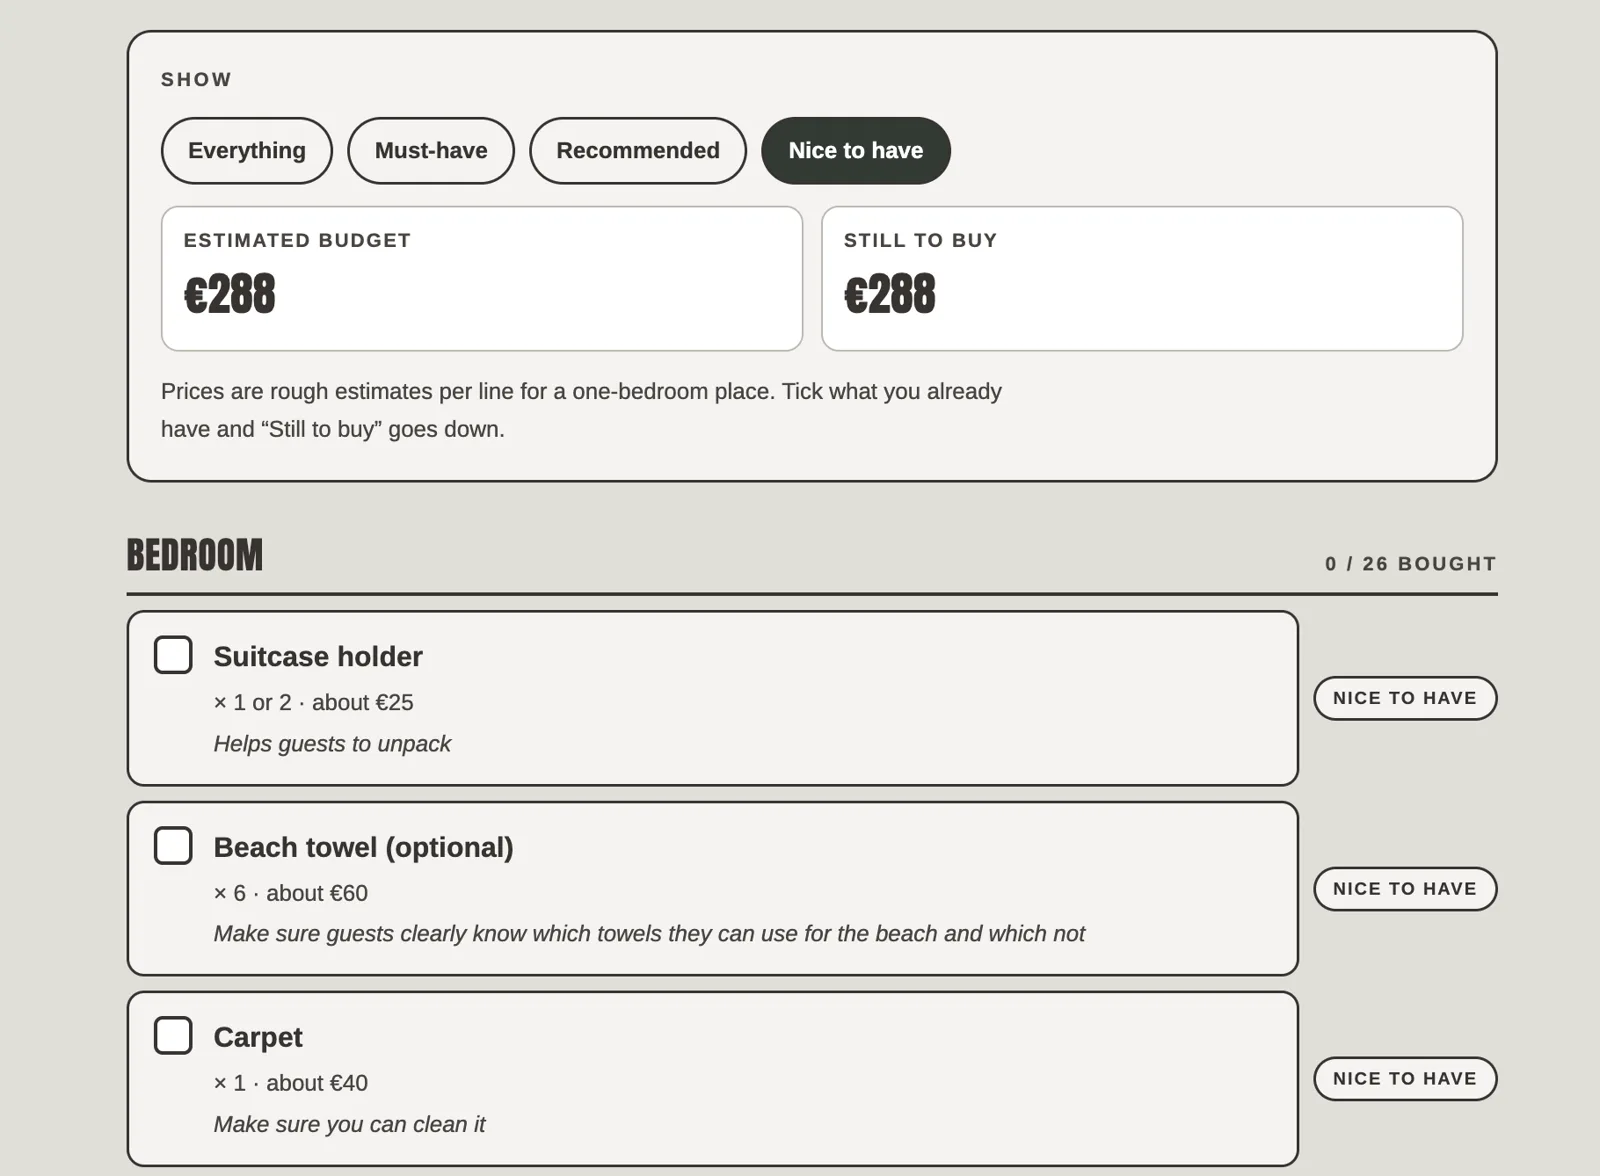 SHOW
Everything
Must-have
Recommended
Nice to have
ESTIMATED BUDGET
€288
STILL TO BUY
€288
Prices are rough estimates per line for a one-bedroom place. Tick what you already
have and “Still to buy” goes down.
BEDROOM
0 / 26 BOUGHT
Suitcase holder
× 1 or 2 · about €25
Helps guests to unpack
NICE TO HAVE
Beach towel (optional)
× 6 · about €60
Make sure guests clearly know which towels they can use for the beach and which not
NICE TO HAVE
Carpet
× 1 · about €40
Make sure you can clean it
NICE TO HAVE